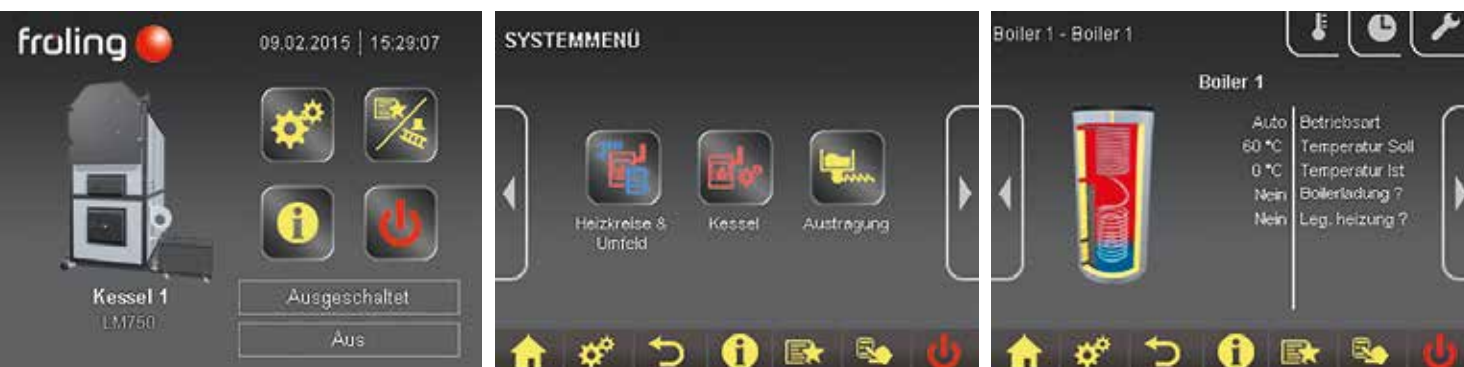 froling
09.02.2015 | 15:29:07
Kessel 1
LM750
Ausgeschaltet
Aus
SYSTEMMENÜ
Heizkreise &
Umfeld
Kessel
Austragung
Boiler 1 - Boiler 1
Boiler 1
Auto Betriebsart
60 °C Temperatur Soll
0 °C Temperatur Ist
Nein Boilerladung ?
Nein Leg. heizung ?